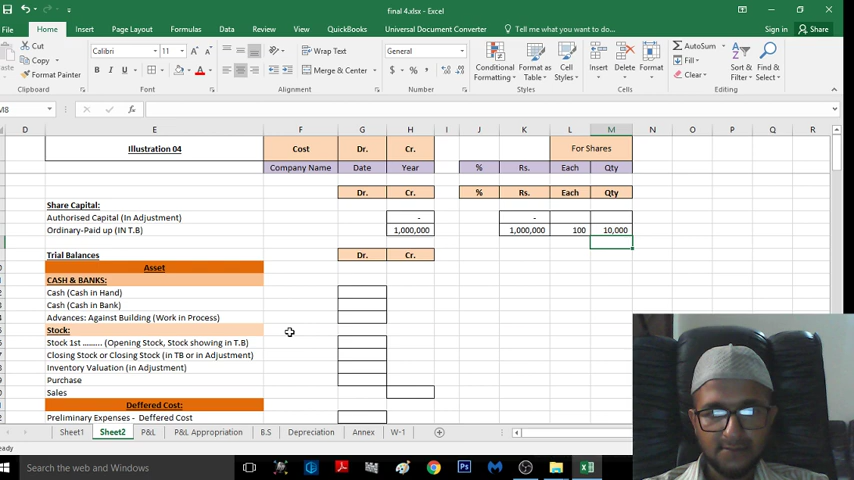 final 4.xlsx - Excel
File Home Insert Page Layout Formulas Data Review View QuickBooks Universal Document Converter Tell me what you want to do... Sign in Share
Cut
Copy
Format Painter
Clipboard
Calibri 11
B I U
Font
Wrap Text
Merge & Center
Alignment
General
$ % ,
Number
Conditional Formatting Format as Table Cell Styles
Styles
Insert Delete Format
Cells
AutoSum
Fill
Clear
Sort & Filter Find & Select
Editing
M8
D E F G H I J K L M N O P Q R
Illustration 04 Cost Dr. Cr. For Shares
Company Name Date Year % Rs. Each Qty
Dr. Cr. % Rs. Each Qty
Share Capital:
Authorised Capital (In Adjustment) - -
Ordinary-Paid up (IN T.B) 1,000,000 1,000,000 100 10,000
Trial Balances Dr. Cr.
Asset
CASH & BANKS:
Cash (Cash in Hand)
Cash (Cash in Bank)
Advances: Against Building (Work in Process)
Stock:
Stock 1st ......... (Opening Stock, Stock showing in T.B)
Closing Stock or Closing Stock (in TB or in Adjustment)
Inventory Valuation (in Adjustment)
Purchase
Sales
Deffered Cost:
Preliminary Expenses - Deffered Cost
Sheet1 Sheet2 P&L P&L Appropriation B.S Depreciation Annex W-1
Search the web and Windows